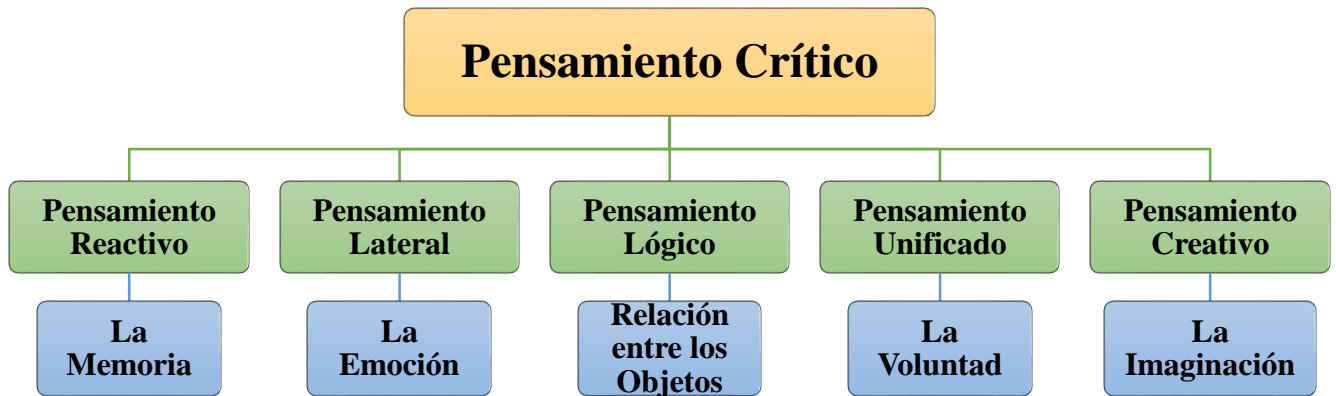 Pensamiento Crítico
Pensamiento
Reactivo
Pensamiento
Lateral
Pensamiento
Lógico
Pensamiento
Unificado
Pensamiento
Creativo
La
Memoria
La
Emoción
Relación
entre los
Objetos
La
Voluntad
La
Imaginación